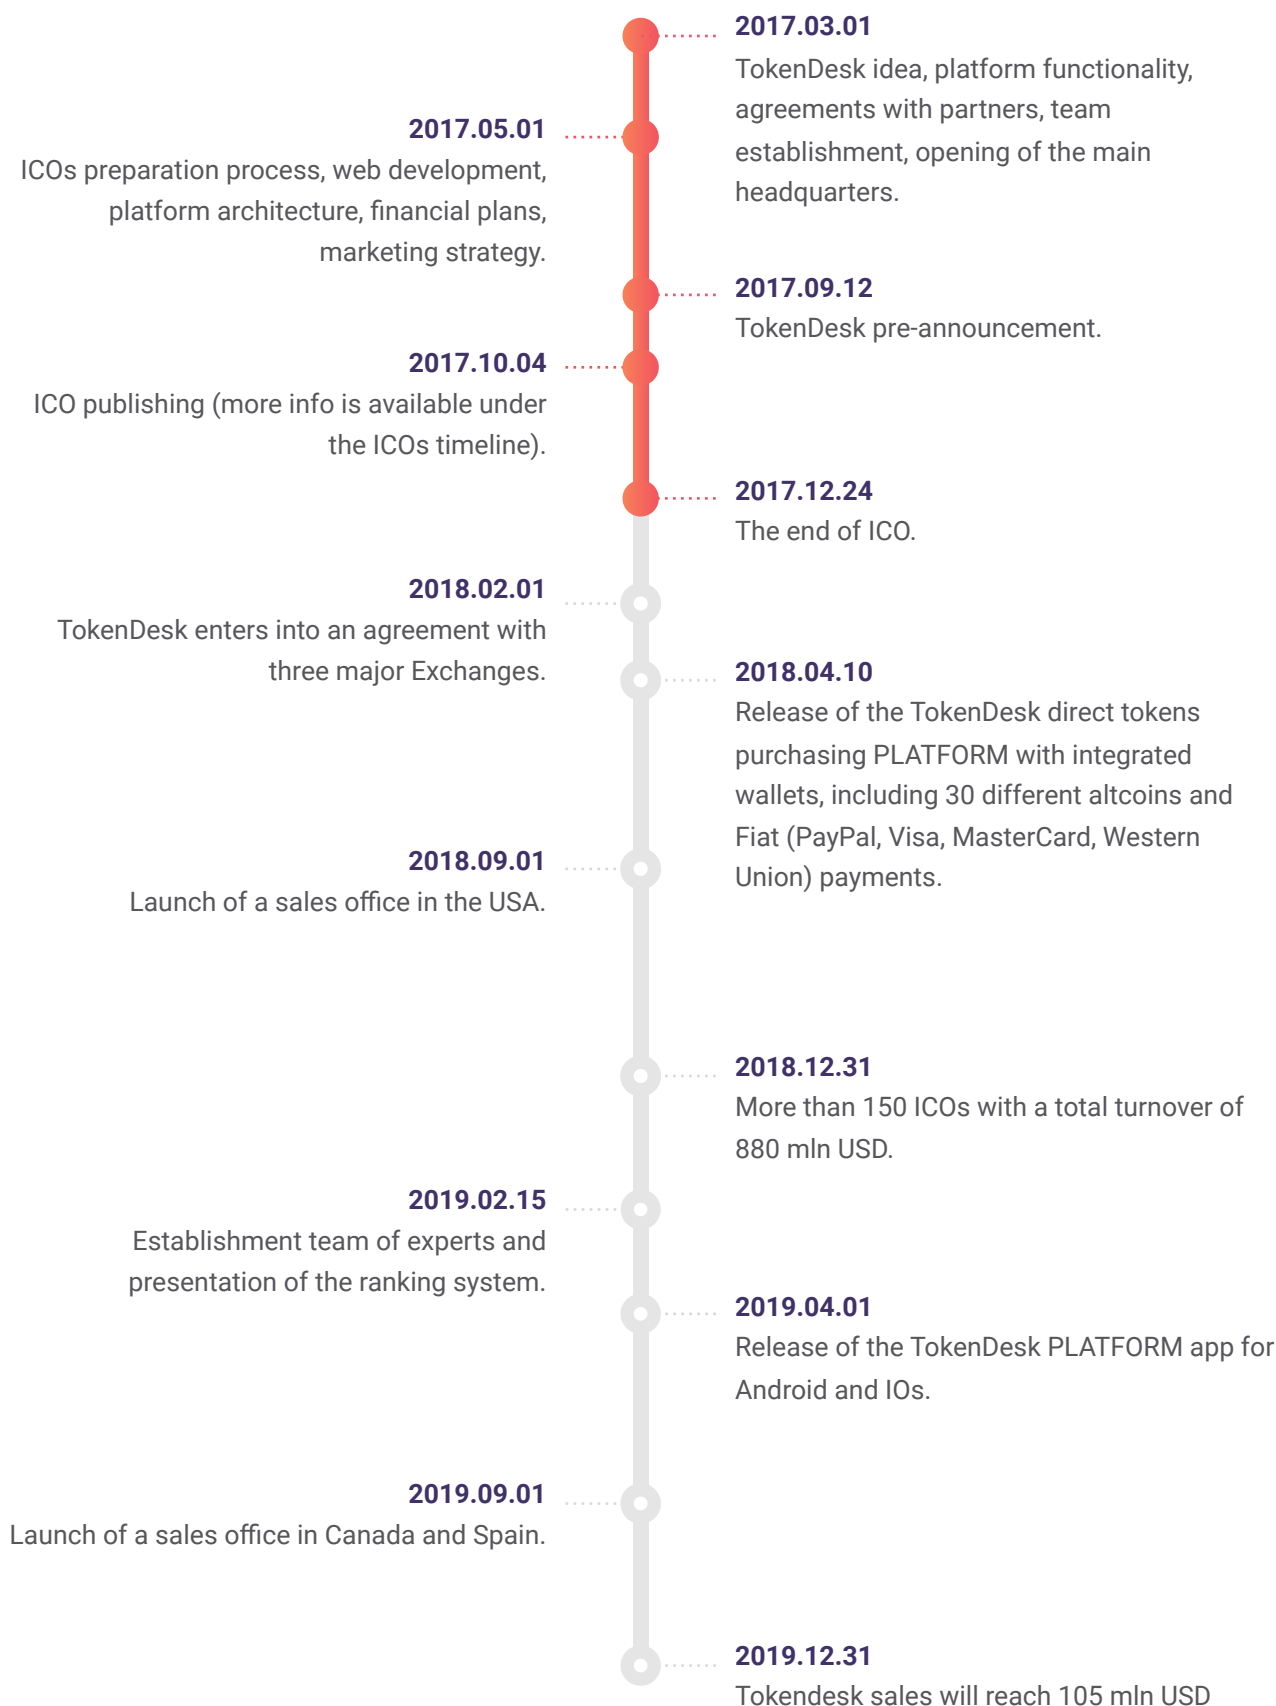 2017.03.01
TokenDesk idea, platform functionality,
agreements with partners, team
establishment, opening of the main
headquarters.
2017.05.01
ICOs preparation process, web development,
platform architecture, financial plans,
marketing strategy.
2017.09.12
TokenDesk pre-announcement.
2017.10.04
ICO publishing (more info is available under
the ICOs timeline).
2017.12.24
The end of ICO.
2018.02.01
TokenDesk enters into an agreement with
three major Exchanges.
2018.04.10
Release of the TokenDesk direct tokens
purchasing PLATFORM with integrated
wallets, including 30 different altcoins and
Fiat (PayPal, Visa, MasterCard, Western
Union) payments.
2018.09.01
Launch of a sales office in the USA.
2018.12.31
More than 150 ICOs with a total turnover of
880 mln USD.
2019.02.15
Establishment team of experts and
presentation of the ranking system.
2019.04.01
Release of the TokenDesk PLATFORM app for
Android and IOs.
2019.09.01
Launch of a sales office in Canada and Spain.
2019.12.31
Tokendesk sales will reach 105 mln USD